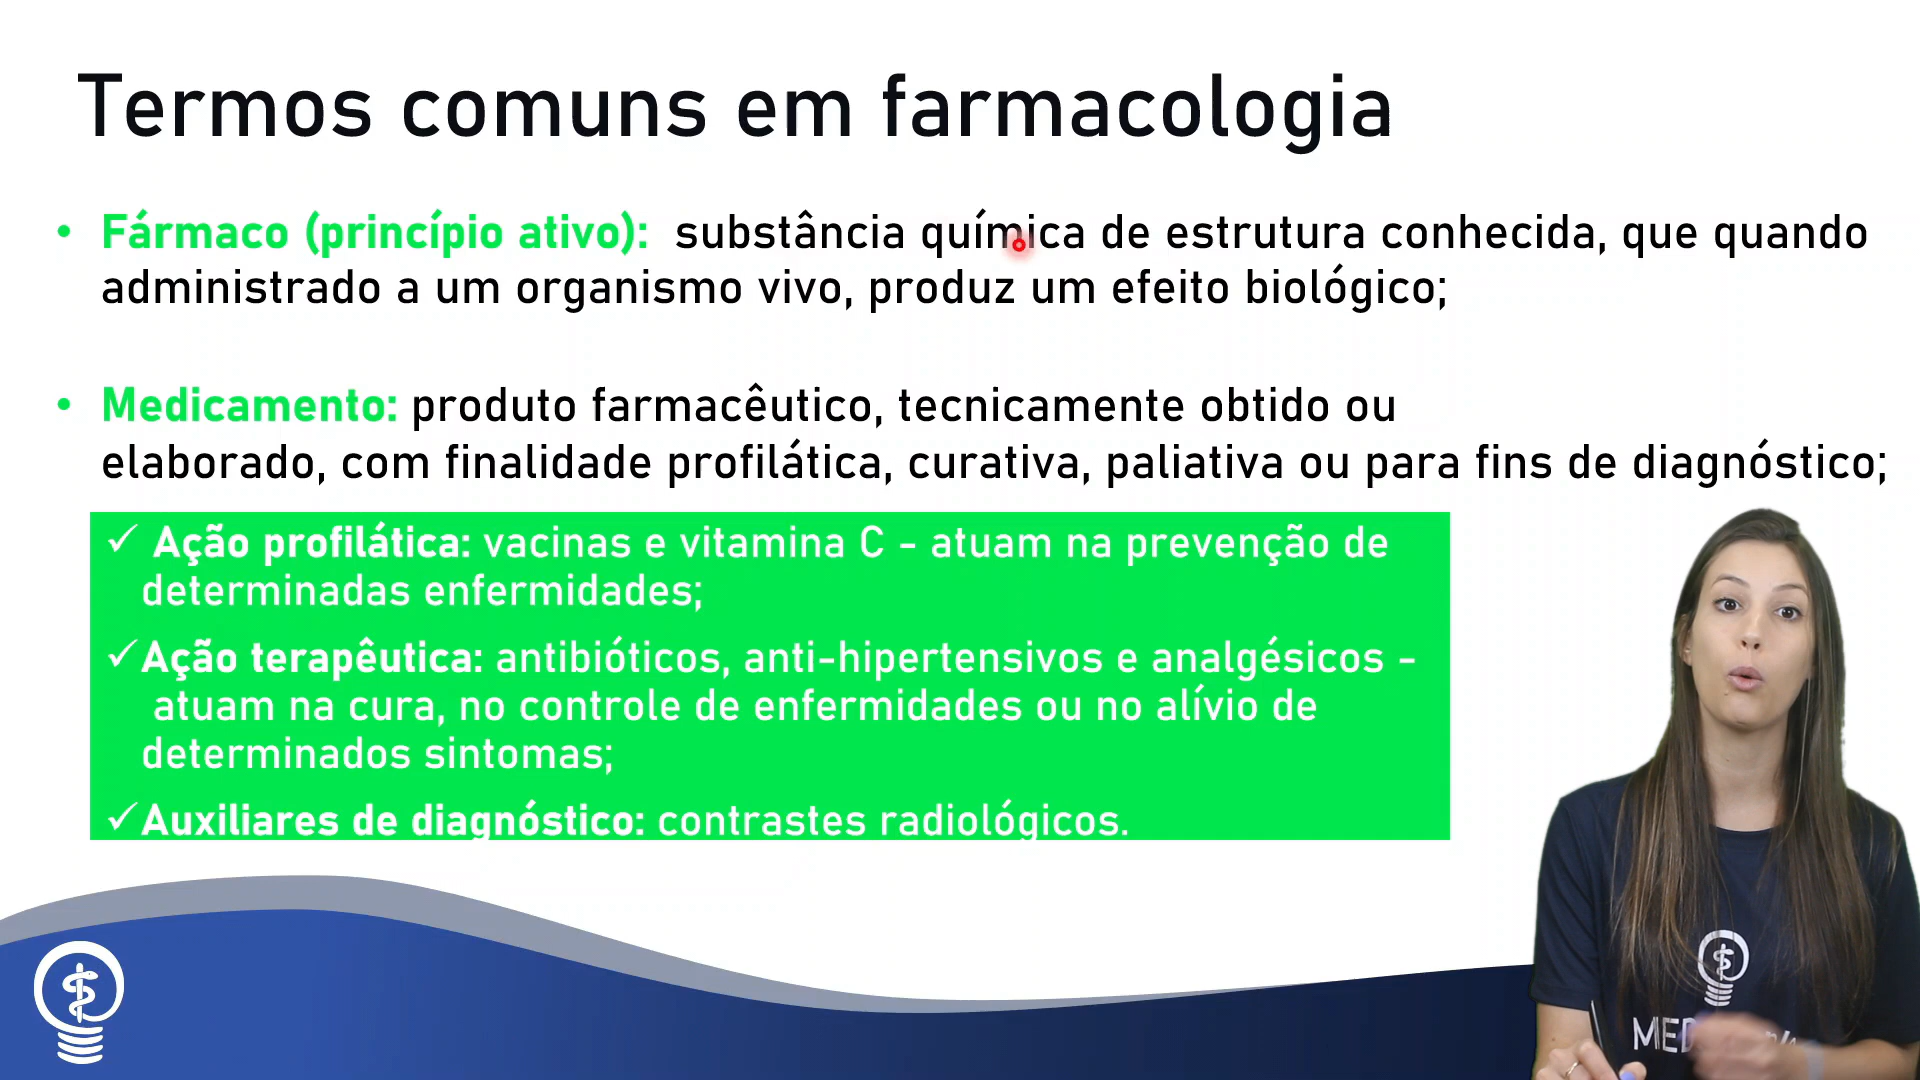 Termos comuns em farmacologia
• Fármaco (princípio ativo): substância química de estrutura conhecida, que quando
administrado a um organismo vivo, produz um efeito biológico;
• Medicamento: produto farmacêutico, tecnicamente obtido ou
elaborado, com finalidade profilática, curativa, paliativa ou para fins de diagnóstico;
✓ Ação profilática: vacinas e vitamina C - atuam na prevenção de
determinadas enfermidades;
✓ Ação terapêutica: antibióticos, anti-hipertensivos e analgésicos -
atuam na cura, no controle de enfermidades ou no alívio de
determinados sintomas;
✓ Auxiliares de diagnóstico: contrastes radiológicos.